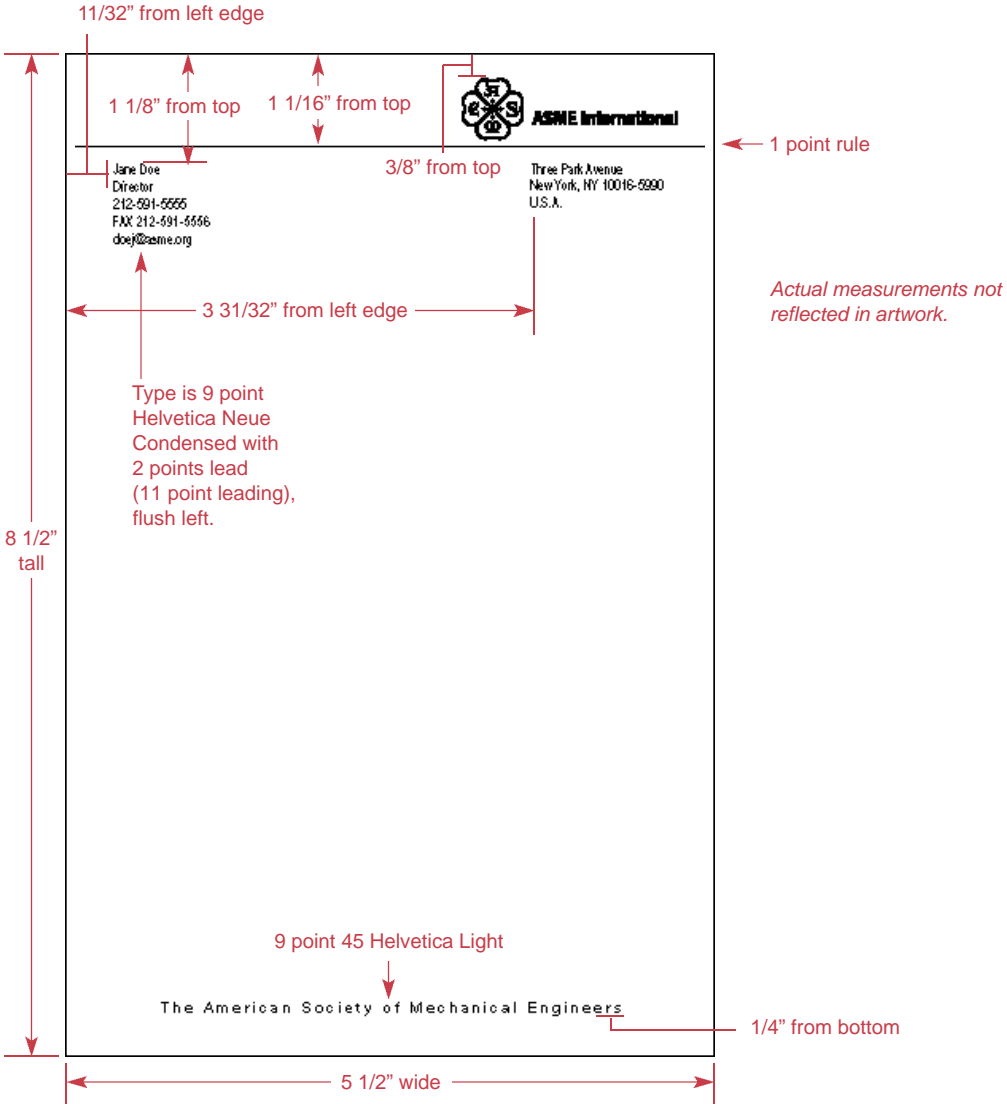 11/32” from left edge
1 1/8” from top
1 1/16” from top
ASME International
3/8” from top
1 point rule
Jane Doe
Director
212-591-5555
FAX 212-591-5556
doej@asme.org
Three Park Avenue
New York, NY 10016-5990
U.S.A.
3 31/32” from left edge
Actual measurements not
reflected in artwork.
Type is 9 point
Helvetica Neue
Condensed with
2 points lead
(11 point leading),
flush left.
8 1/2”
tall
9 point 45 Helvetica Light
The American Society of Mechanical Engineers
1/4” from bottom
5 1/2” wide